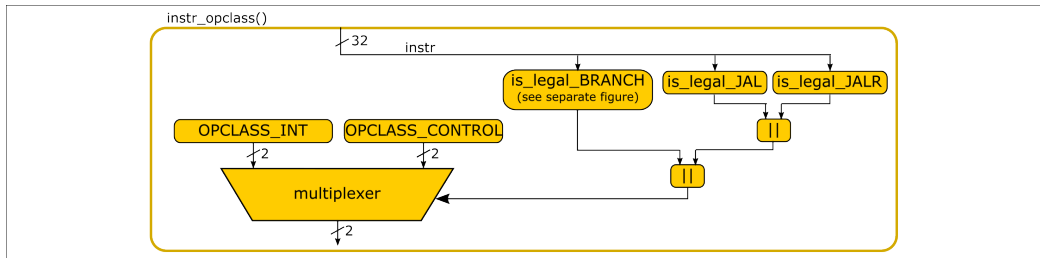 instr_opclass()
32
instr
is_legal_BRANCH
(see separate figure)
is_legal_JAL
is_legal_JALR
||
OPCLASS_INT
OPCLASS_CONTROL
2
2
||
multiplexer
2